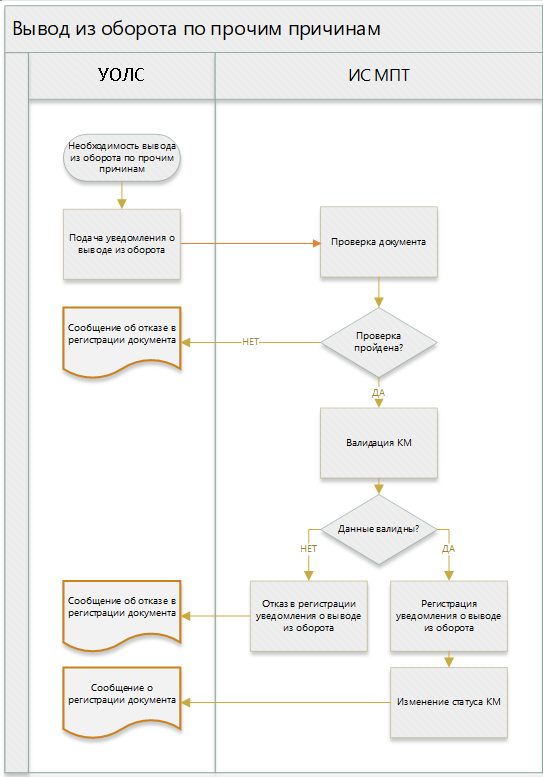 Вывод из оборота по прочим причинам
УОЛС
ИС МПТ
Необходимость вывода
из оборота по прочим
причинам
Подача уведомления о
выводе из оборота
Проверка документа
Сообщение об отказе в
регистрации документа
НЕТ
Проверка
пройдена?
ДА
Валидация КМ
Данные валидны?
НЕТ
ДА
Сообщение об отказе в
регистрации документа
Отказ в регистрации
уведомления о выводе
из оборота
Регистрация
уведомления о выводе
из оборота
Сообщение о
регистрации документа
Изменение статуса КМ